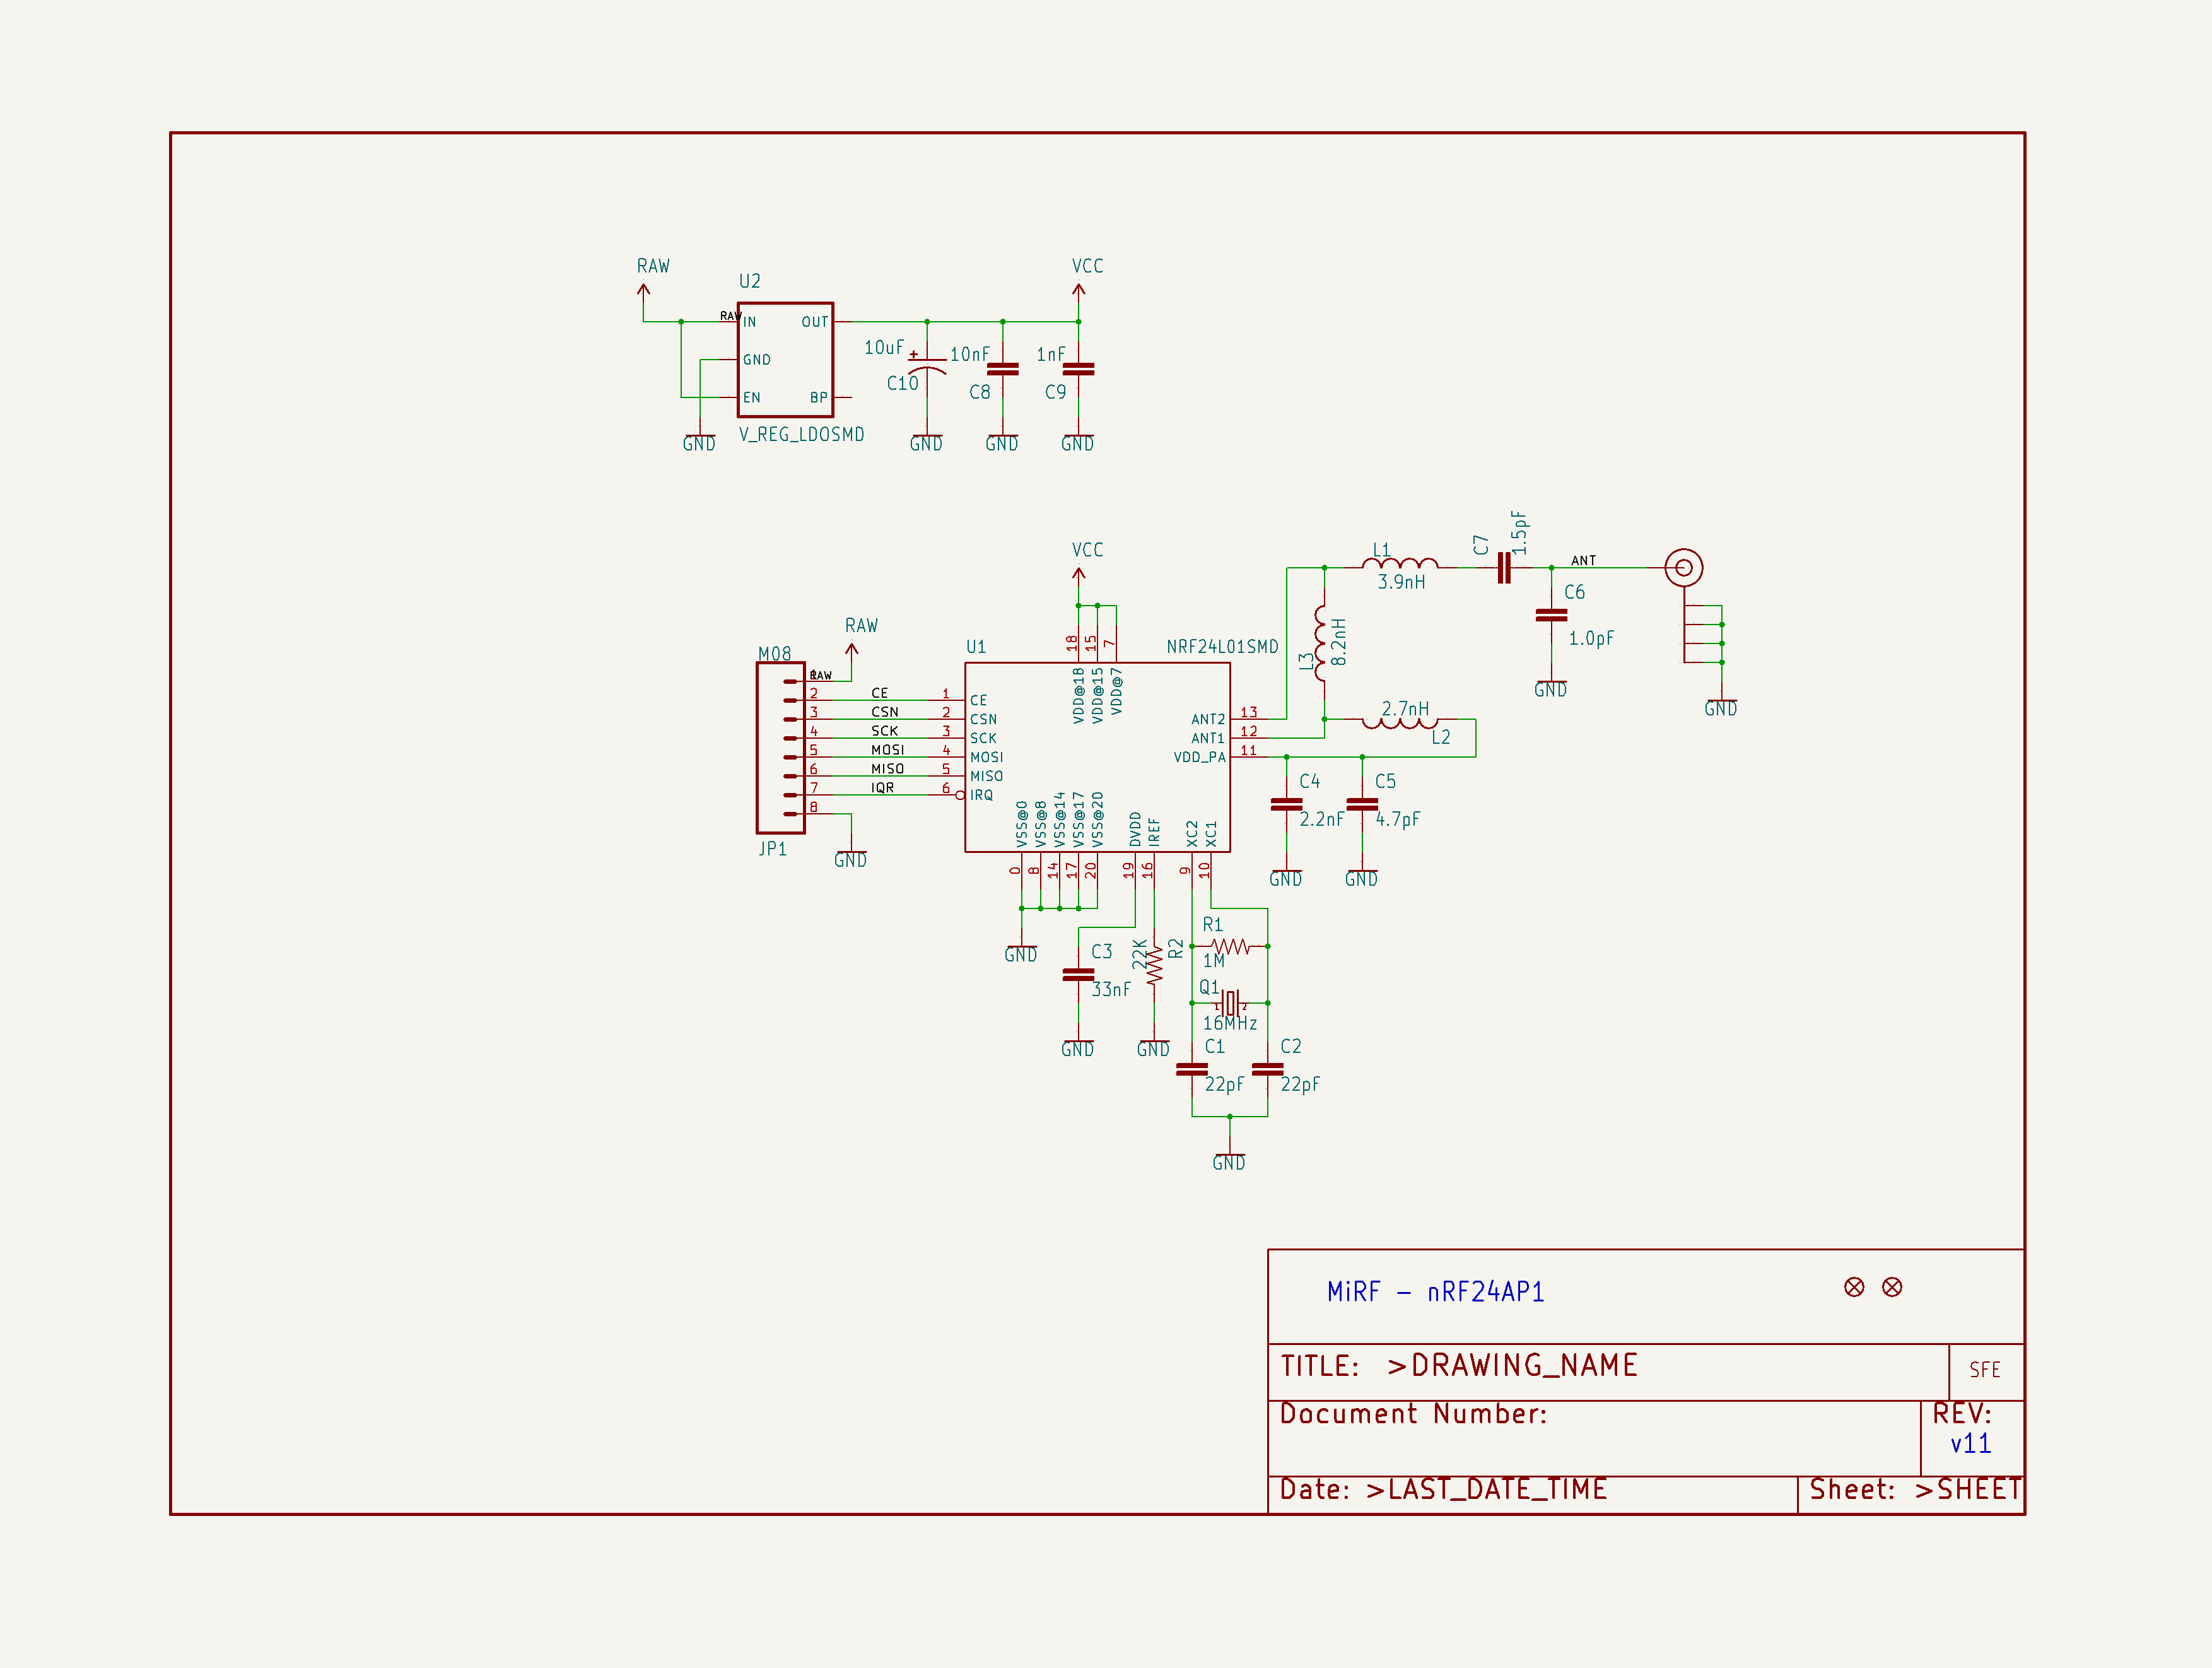 RAW
U2
VCC
RAW
IN
OUT
GND
EN
BP
V_REG_LDOSMD
GND
10uF
C10
GND
10nF
C8
GND
1nF
C9
GND
VCC
RAW
M08
RAW
2
3
4
5
6
7
8
JP1
GND
CE
CSN
SCK
MOSI
MISO
IQR
1
2
3
4
5
6
U1
NRF24L01SMD
18
15
7
VDD@18
VDD@15
VDD@7
CE
CSN
SCK
MOSI
MISO
IRQ
ANT2
ANT1
VDD_PA
13
12
11
VSS@0
VSS@8
VSS@14
VSS@17
VSS@20
DVDD
IREF
XC2
XC1
0
8
14
17
20
19
16
9
10
GND
C3
33nF
GND
22K
R2
GND
R1
1M
Q1
1
2
16MHz
C1
22pF
C2
22pF
GND
L1
3.9nH
C7
1.5pF
ANT
C6
1.0pF
GND
GND
L3
8.2nH
2.7nH
L2
C4
2.2nF
GND
C5
4.7pF
GND
MiRF - nRF24AP1
TITLE: >DRAWING_NAME
SFE
Document Number:
REV:
v11
Date: >LAST_DATE_TIME
Sheet: >SHEET